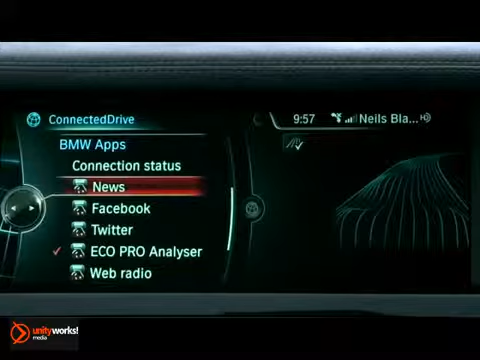 ConnectedDrive
9:57
Neils Bla...
BMW Apps
Connection status
News
Facebook
Twitter
ECO PRO Analyser
Web radio
unityworks!
media